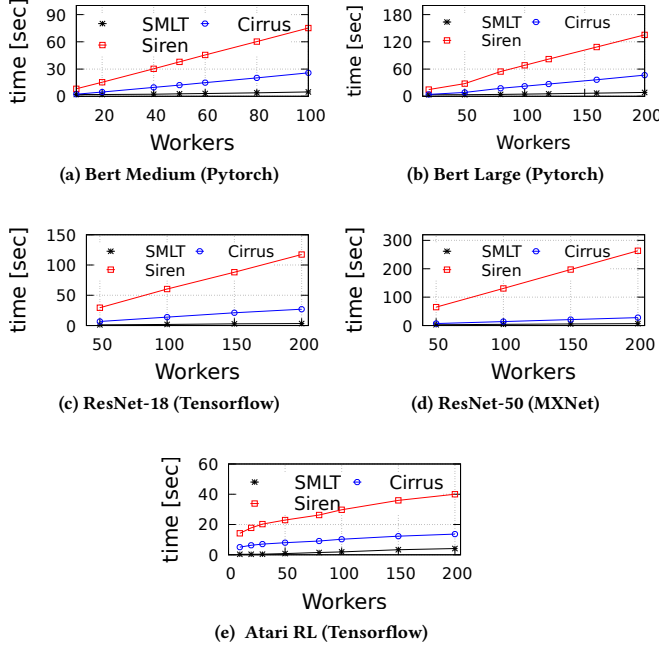 90
60
30
0
time [sec]
SMLT
Cirrus
Siren
20 40 60 80 100
Workers
(a) Bert Medium (Pytorch)
180
120
60
0
time [sec]
SMLT
Cirrus
Siren
50 100 150 200
Workers
(b) Bert Large (Pytorch)
150
100
50
0
time [sec]
SMLT
Cirrus
Siren
50 100 150 200
Workers
(c) ResNet-18 (Tensorflow)
300
200
100
0
time [sec]
SMLT
Cirrus
Siren
50 100 150 200
Workers
(d) ResNet-50 (MXNet)
60
40
20
0
time [sec]
SMLT
Cirrus
Siren
0 50 100 150 200
Workers
(e) Atari RL (Tensorflow)